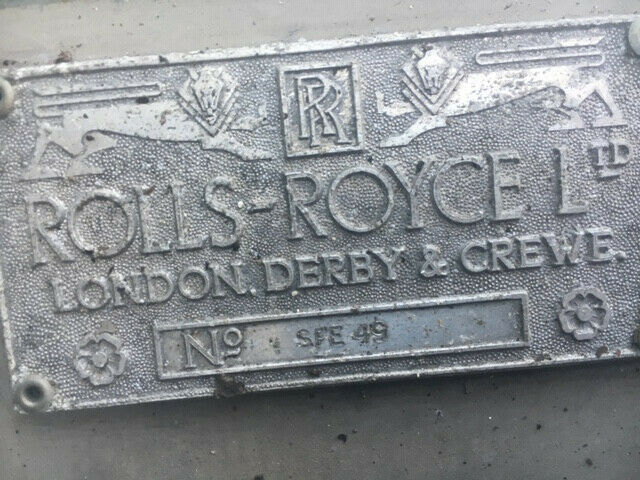 RR
ROLLS-ROYCE LTD
LONDON, DERBY & CREWE.
No SFE 49